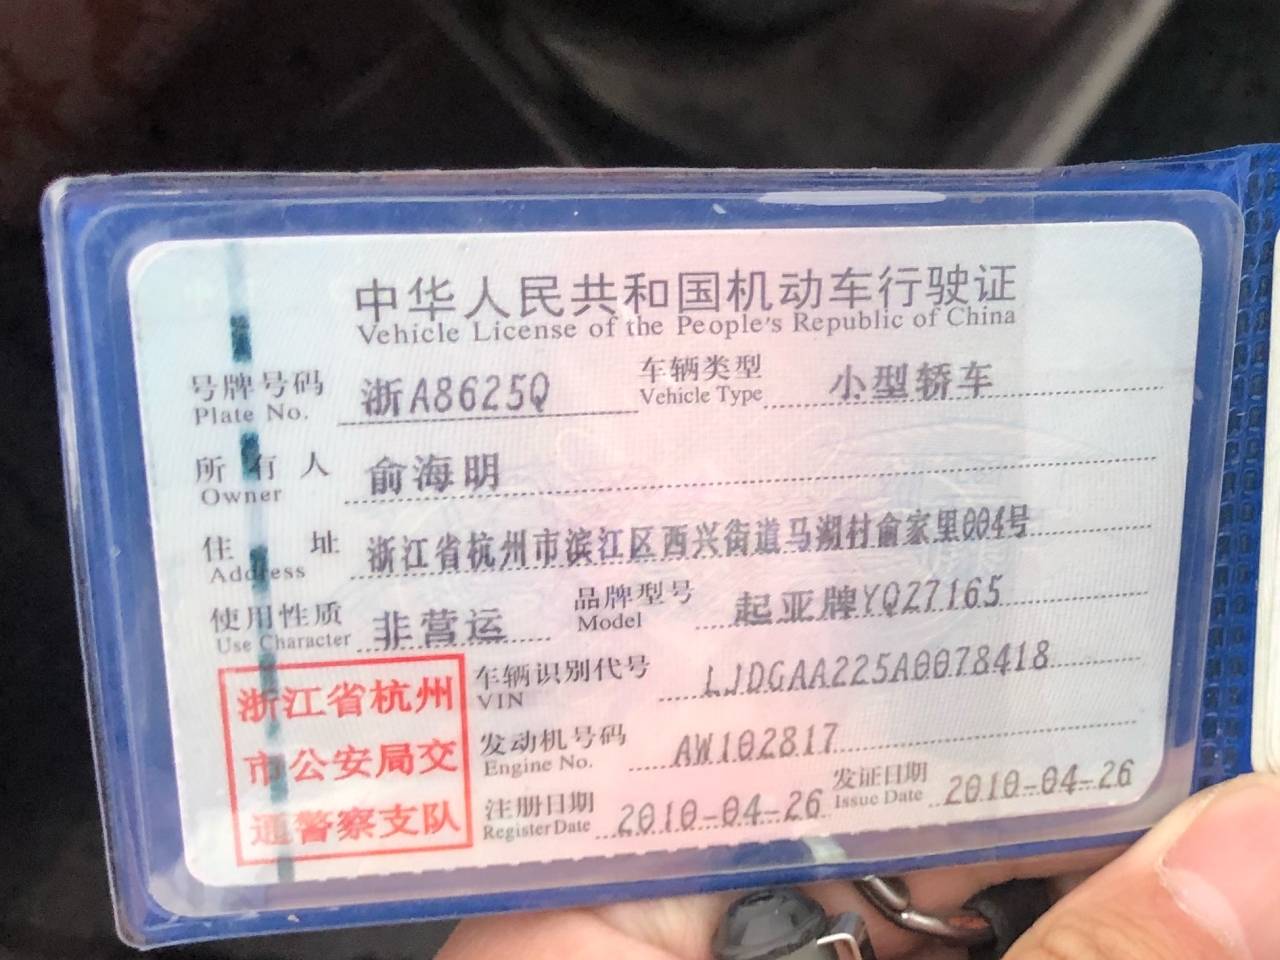 中华人民共和国机动车行驶证
Vehicle License of the People's Republic of China
号牌号码 浙A8625Q 车辆类型 小型轿车
Plate No. Vehicle Type
所有人 俞海明
Owner
住址 浙江省杭州市滨江区西兴街道马湖村俞家里004号
Address
使用性质 非营运 品牌型号 起亚牌YQZ7165
Use Character Model
车辆识别代号 LJDGAA225A0078418
VIN
发动机号码 AW102817
Engine No.
注册日期 2010-04-26 发证日期 2010-04-26
Register Date Issue Date
浙江省杭州
市公安局交
通警察支队